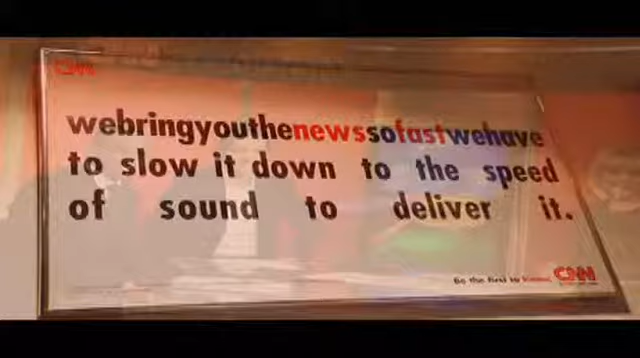 CNN
webringyouthenewssofastwehave
to slow it down to the speed
of sound to deliver it.
Be the first to know. CNN